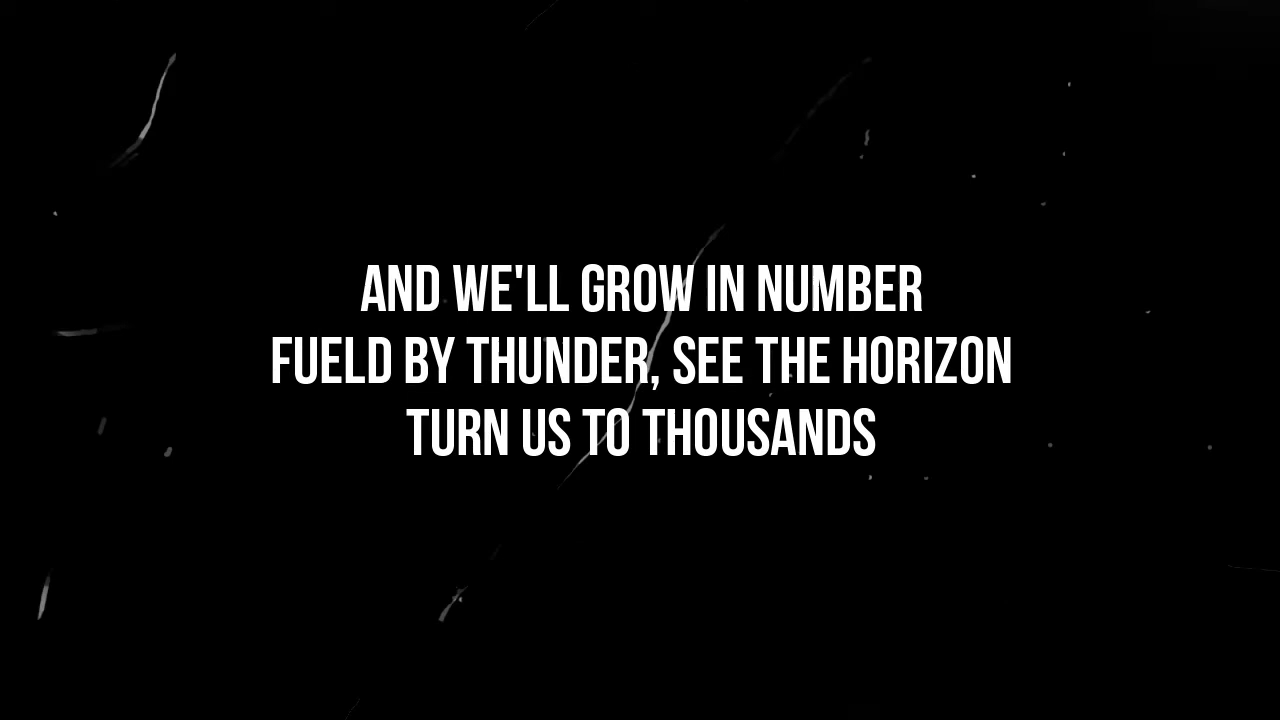 AND WE'LL GROW IN NUMBER
FUELD BY THUNDER, SEE THE HORIZON
TURN US TO THOUSANDS